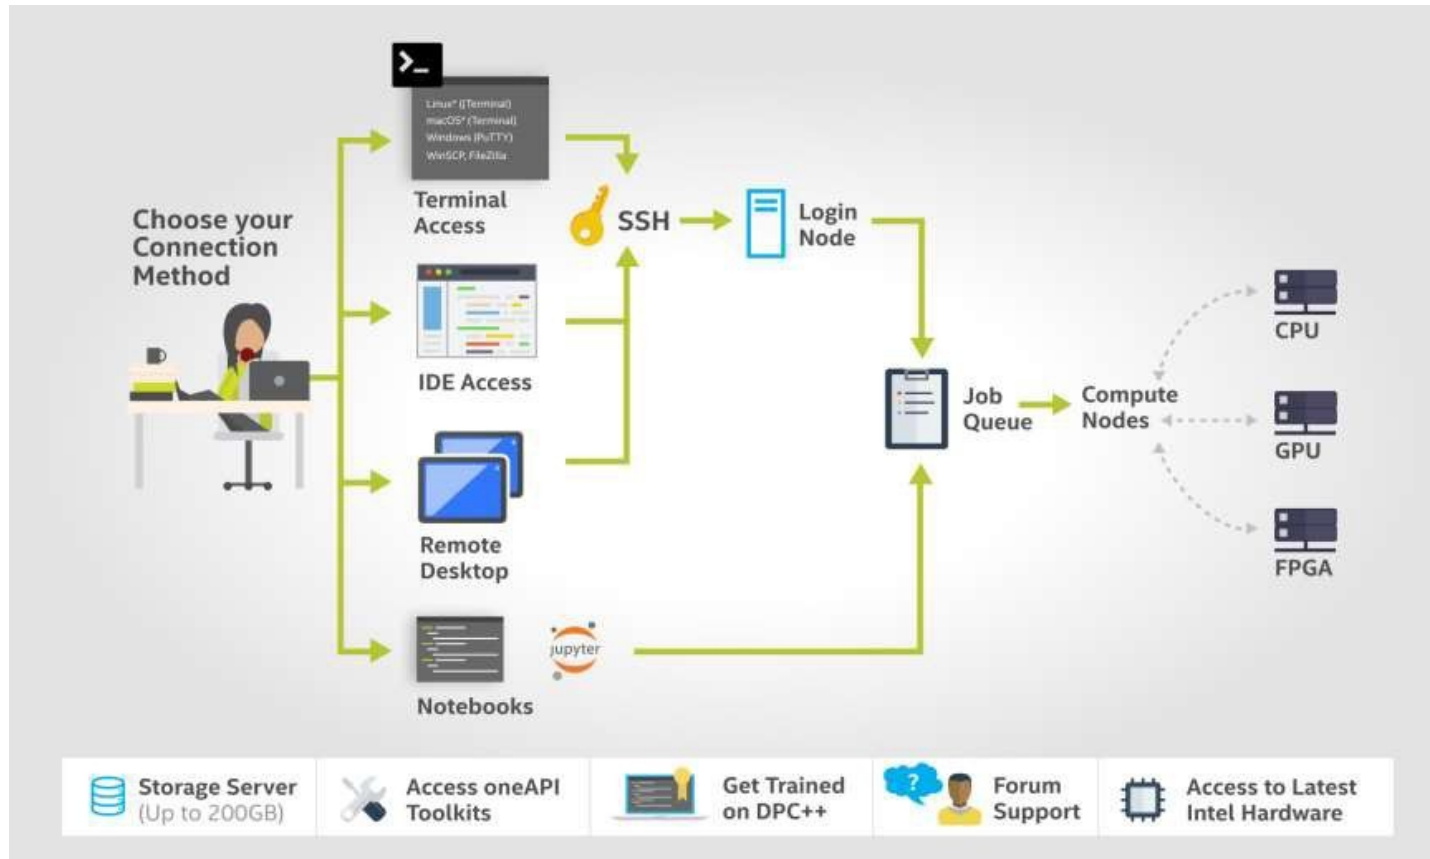 Linux* (jTerminal)
macOS* (Terminal)
Windows (PuTTY)
WinSCP, FileZilla
Terminal
Access
Choose your
Connection
Method
SSH
Login
Node
IDE Access
CPU
Job
Queue
Compute
Nodes
GPU
Remote
Desktop
FPGA
jupyter
Notebooks
Storage Server
(Up to 200GB)
Access oneAPI
Toolkits
Get Trained
on DPC++
?
Forum
Support
Access to Latest
Intel Hardware